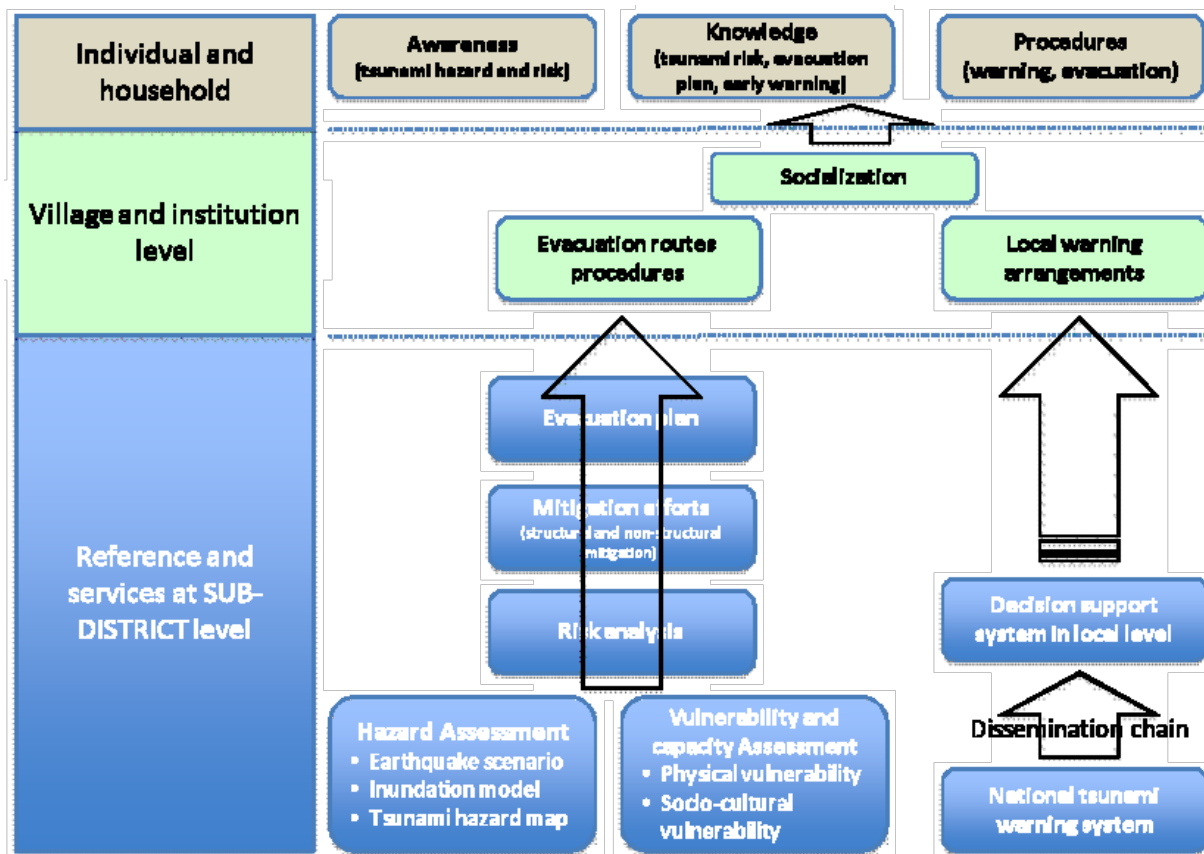 Individual and
household
Awareness
(tsunami hazard and risk)
Knowledge
(tsunami risk, evacuation
plan, early warning)
Procedures
(warning, evacuation)
Village and institution
level
Socialization
Evacuation routes
procedures
Local warning
arrangements
Reference and
services at SUB-
DISTRICT level
Evacuation plan
Mitigation efforts
(structural and non-structural
mitigation)
Risk analysis
Hazard Assessment
• Earthquake scenario
• Inundation model
• Tsunami hazard map
Vulnerability and
capacity Assessment
• Physical vulnerability
• Socio-cultural
vulnerability
Decision support
system in local level
Dissemination chain
National tsunami
warning system